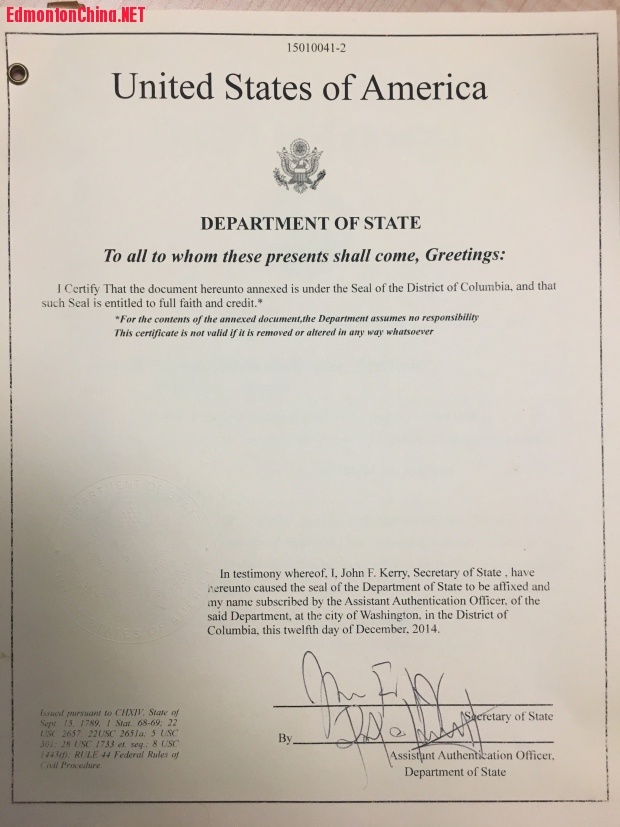 EdmontonChina.NET
15010041-2
United States of America
DEPARTMENT OF STATE
To all to whom these presents shall come, Greetings:
I Certify That the document hereunto annexed is under the Seal of the District of Columbia, and that
such Seal is entitled to full faith and credit.*
*For the contents of the annexed document,the Department assumes no responsibility
This certificate is not valid if it is removed or altered in any way whatsoever
In testimony whereof, I, John F. Kerry, Secretary of State , have
hereunto caused the seal of the Department of State to be affixed and
my name subscribed by the Assistant Authentication Officer, of the
said Department, at the city of Washington, in the District of
Columbia, this twelfth day of December, 2014.
Issued pursuant to CHXIV, State of
Sept. 15, 1789, 1 Stat. 68-69; 22
USC 2657; 22USC 2651a; 5 USC
301; 28 USC 1733 et. seq.; 8 USC
1443(f); RULE 44 Federal Rules of
Civil Procedure.
Secretary of State
By
Assistant Authentication Officer,
Department of State